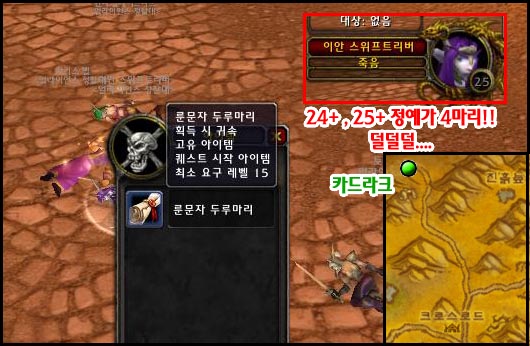 대상: 없음
이안 스위프트리버
죽음
25
24+, 25+ 정예가 4마리!!
덜덜덜....
룬문자 두루마리
획득 시 귀속
고유 아이템
퀘스트 시작 아이템
최소 요구 레벨 15
룬문자 두루마리
카드라크
크로스로드